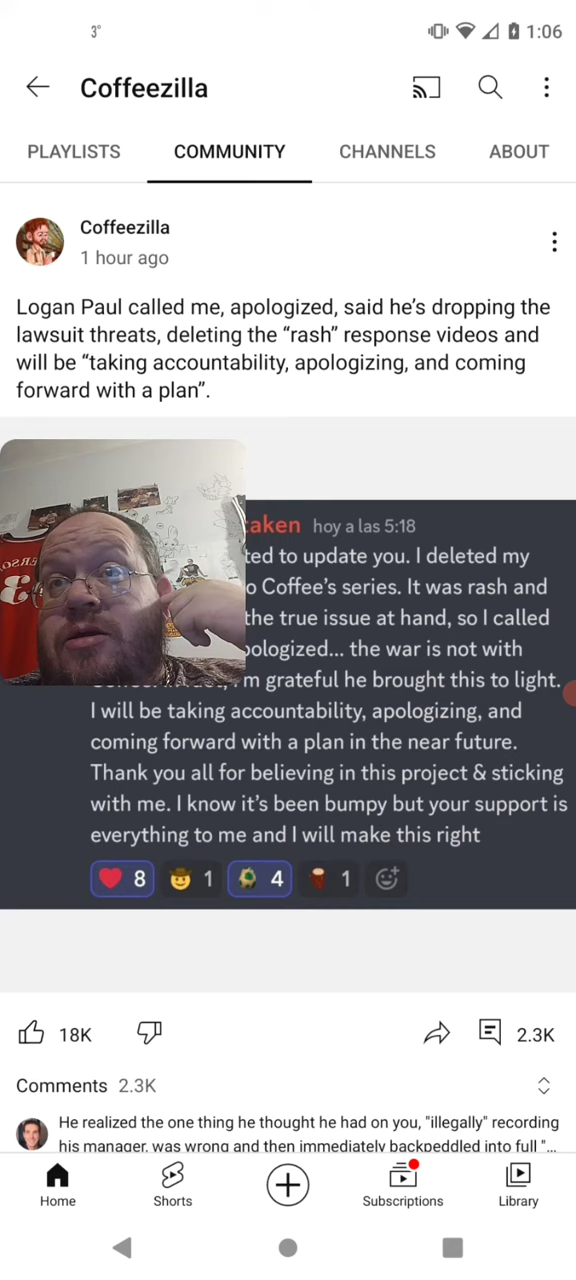 3°
1:06
Coffeezilla
PLAYLISTS
COMMUNITY
CHANNELS
ABOUT
Coffeezilla
1 hour ago
Logan Paul called me, apologized, said he’s dropping the
lawsuit threats, deleting the “rash” response videos and
will be “taking accountability, apologizing, and coming
forward with a plan”.
hoy a las 5:18
to update you. I deleted my
Coffee’s series. It was rash and
the true issue at hand, so I called
the war is not with
grateful he brought this to light.
I will be taking accountability, apologizing, and
coming forward with a plan in the near future.
Thank you all for believing in this project & sticking
with me. I know it’s been bumpy but your support is
everything to me and I will make this right
8
1
4
1
18K
2.3K
Comments 2.3K
He realized the one thing he thought he had on you, "illegally" recording
his manager, was wrong and then immediately backpeddled into full "...
Home
Shorts
Subscriptions
Library